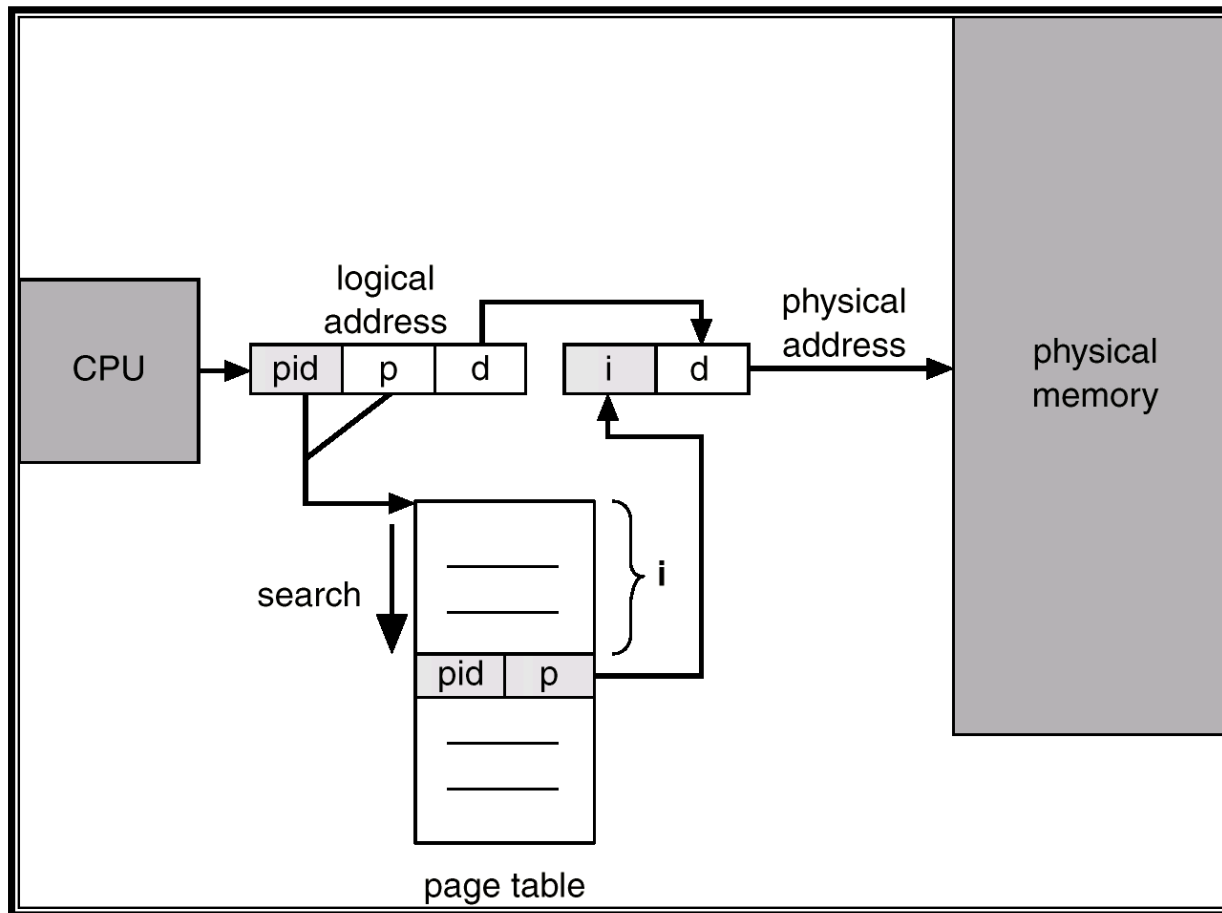 logical
address
physical
address
CPU
pid
p
d
i
d
physical
memory
search
i
pid
p
page table